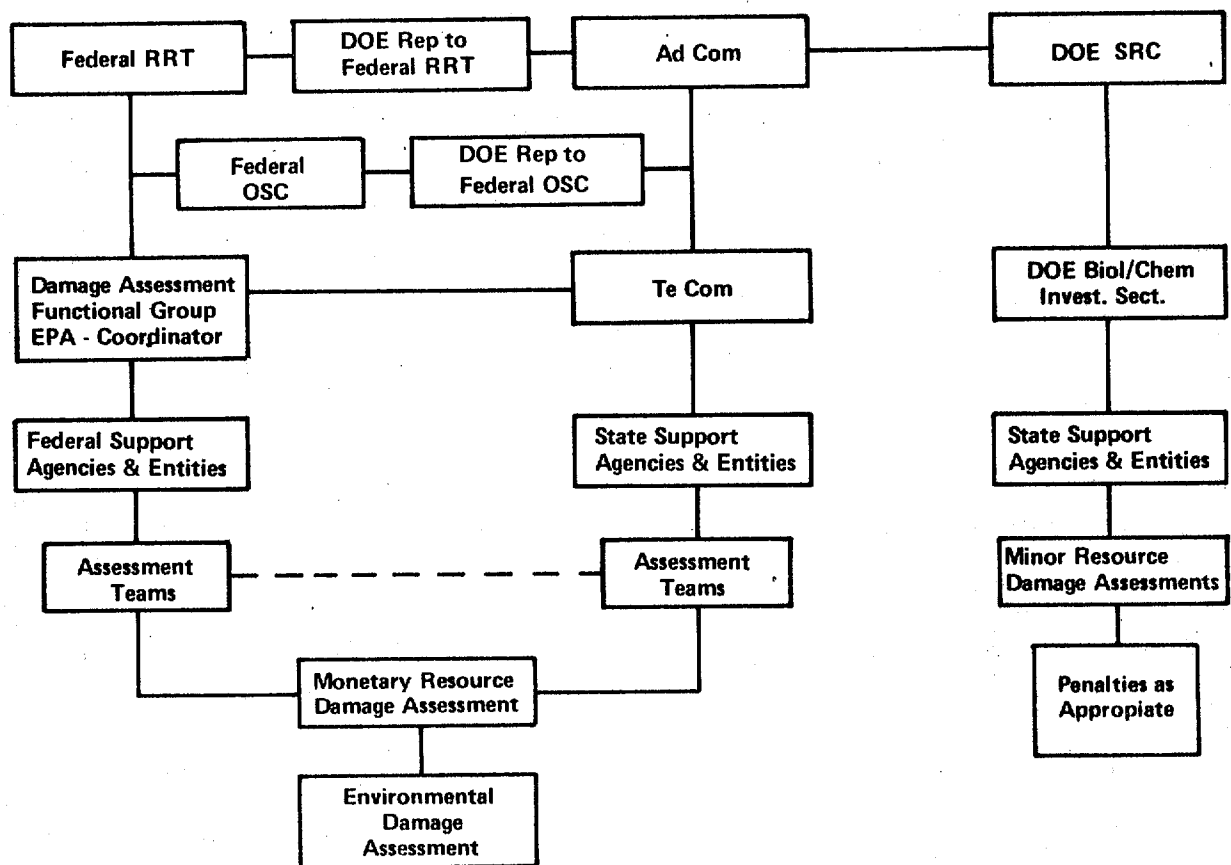 Federal RRT
DOE Rep to
Federal RRT
Ad Com
DOE SRC
Federal
OSC
DOE Rep to
Federal OSC
Damage Assessment
Functional Group
EPA - Coordinator
Te Com
DOE Biol/Chem
Invest. Sect.
Federal Support
Agencies & Entities
State Support
Agencies & Entities
State Support
Agencies & Entities
Assessment
Teams
Assessment
Teams
Minor Resource
Damage Assessments
Monetary Resource
Damage Assessment
Penalties as
Appropiate
Environmental
Damage
Assessment